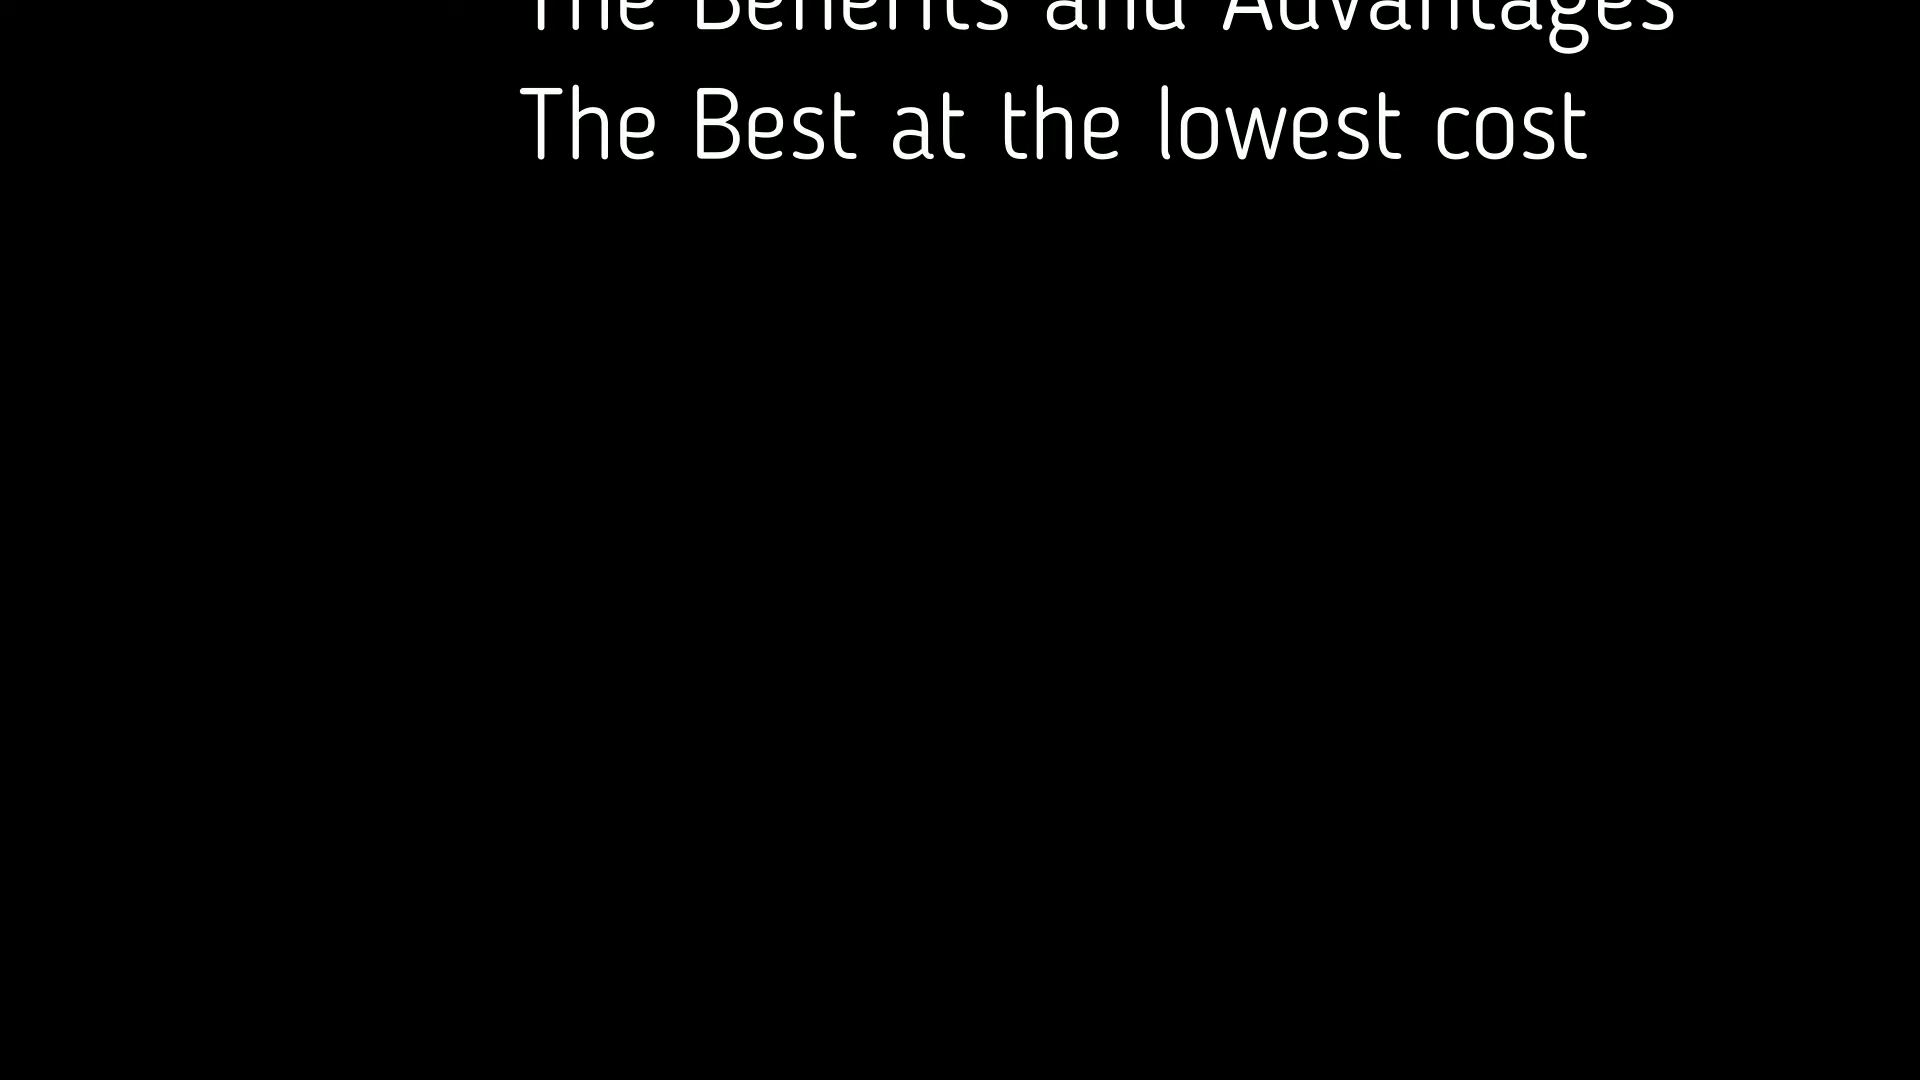 The Benefits and Advantages
The Best at the lowest cost